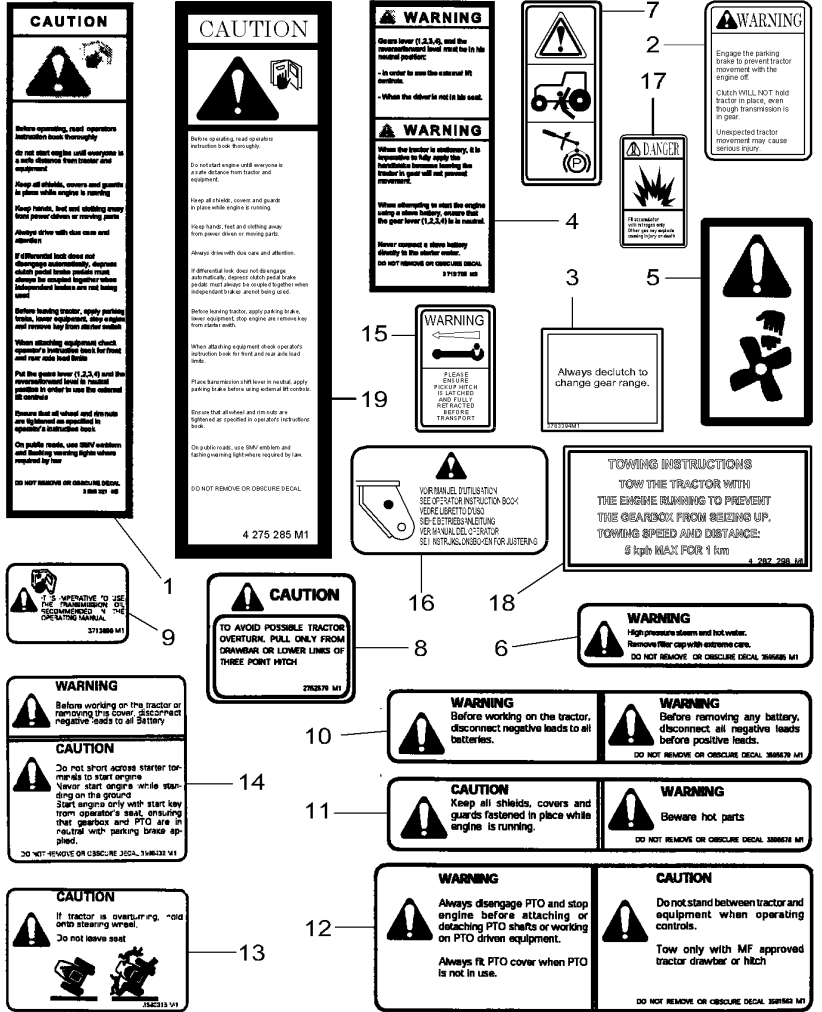 CAUTION
Before operating, read operators
instruction book thoroughly
do not start engine until everyone is
a safe distance from tractor and
equipment
Keep all shields, covers and guards
in place while engine is running
Keep hands, feet and clothing away
from power driven or moving parts
Always drive with due care and
attention
If differential lock does not
disengage automatically, depress
clutch pedal brake pedals must
always be coupled together when
independent brakes are not being
used
Before leaving tractor, apply parking
brake, lower equipment, stop engine
and remove key from starter switch
When attaching equipment check
operator's instruction book for front
and rear axle load limits
Put the gears lever (1,2,3,4) and the
reverse/forward level in neutral
position in order to use the external
lift controls
Ensure that all wheel and rim nuts
are tightened as specified in
operator's instruction book
On public roads, use SMV emblem
and flashing warning lights where
required by law
DO NOT REMOVE OR OBSCURE DECAL
1
CAUTION
Before operating, read operators
instruction book thoroughly.
Do not start engine until everyone is
a safe distance from tractor and
equipment.
Keep all shields, covers and guards
in place while engine is running.
Keep hands, feet and clothing away
from power driven or moving parts.
Always drive with due care and attention.
If differential lock does not disengage
automatically, depress clutch pedal brake
pedals must always be coupled together when
independent brakes are not being used.
Before leaving tractor, apply parking brake,
lower equipment, stop engine are remove key
from starter swith.
When attaching equipment check operator's
instruction book for front and rear axle load
limits.
Place transmission shift lever in neutral, apply
parking brake before using external lift controls.
Ensure that all wheel and rim nuts are
tightened as specified in operator's instructions
book.
On public roads, use SMV emblem and
flashing warning light where required by law.
DO NOT REMOVE OR OBSCURE DECAL
4 275 285 M1
19
WARNING
Gears lever (1,2,3,4), and the
reverse/forward level must be in his
neutral position:
- in order to use the external lift
controls.
- When the driver is not in his seat.
WARNING
When the tractor is stationary, it is
imperative to fully apply the
handbrake because leaving the
tractor in gear will not prevent
movement.
When attempting to start the engine
using a slave battery, ensure that
the gear lever (1,2,3,4) is in neutral.
Never connect a slave battery
directly to the starter motor.
DO NOT REMOVE OR OBSCURE DECAL
4
7
P
2
WARNING
Engage the parking
brake to prevent tractor
movement with the
engine off.
Clutch WILL NOT hold
tractor in place, even
though transmission is
in gear.
Unexpected tractor
movement may cause
serious injury.
17
DANGER
Fill accumulator
with nitrogen only
Other gas may explode
causing injury or death
5
15
WARNING
PLEASE
ENSURE
PICKUP HITCH
IS LATCHED
AND FULLY
RETRACTED
BEFORE
TRANSPORT
3
Always declutch to
change gear range.
3763394M1
VOIR MANUEL D'UTILISATION
SEE OPERATOR INSTRUCTION BOOK
VEDRE LIBRETTO D'USO
SIEHE BETRIEBSANLEITUNG
VER MANUAL DEL OPERATOR
SE INSTRUKSJONSBOKEN FOR JUSTERING
16
TOWING INSTRUCTIONS
TOW THE TRACTOR WITH
THE ENGINE RUNNING TO PREVENT
THE GEARBOX FROM SEIZING UP.
TOWING SPEED AND DISTANCE:
5 kph MAX FOR 1 km
4 282 298 M1
18
IT IS IMPERATIVE TO USE
THE TRANSMISSION OIL
RECOMMENDED IN THE
OPERATING MANUAL
9
CAUTION
TO AVOID POSSIBLE TRACTOR
OVERTURN, PULL ONLY FROM
DRAWBAR OR LOWER LINKS OF
THREE POINT HITCH
8
6
WARNING
High pressure steam and hot water.
Remove filler cap with extreme care.
DO NOT REMOVE OR OBSCURE DECAL
WARNING
Before working on the tractor or
removing this cover, disconnect
negative leads to all Battery
CAUTION
Do not short across starter ter-
minals to start engine
Never start engine while stan-
ding on the ground
Start engine only with start key
from operator's seat, ensuring
that gearbox and PTO are in
neutral with parking brake ap-
plied.
DO NOT REMOVE OR OBSCURE DECAL
14
10
WARNING
Before working on the tractor,
disconnect negative leads to all
batteries.
WARNING
Before removing any battery,
disconnect all negative leads
before positive leads.
DO NOT REMOVE OR OBSCURE DECAL 3595679 M1
11
CAUTION
Keep all shields, covers and
guards fastened in place while
engine is running.
WARNING
Beware hot parts
DO NOT REMOVE OR OBSCURE DECAL
CAUTION
If tractor is overturning, hold
onto steering wheel.
Do not leave seat
13
12
WARNING
Always disengage PTO and stop
engine before attaching or
detaching PTO shafts or working
on PTO driven equipment.
Always fit PTO cover when PTO
is not in use.
CAUTION
Do not stand between tractor and
equipment when operating
controls.
Tow only with MF approved
tractor drawbar or hitch
DO NOT REMOVE OR OBSCURE DECAL